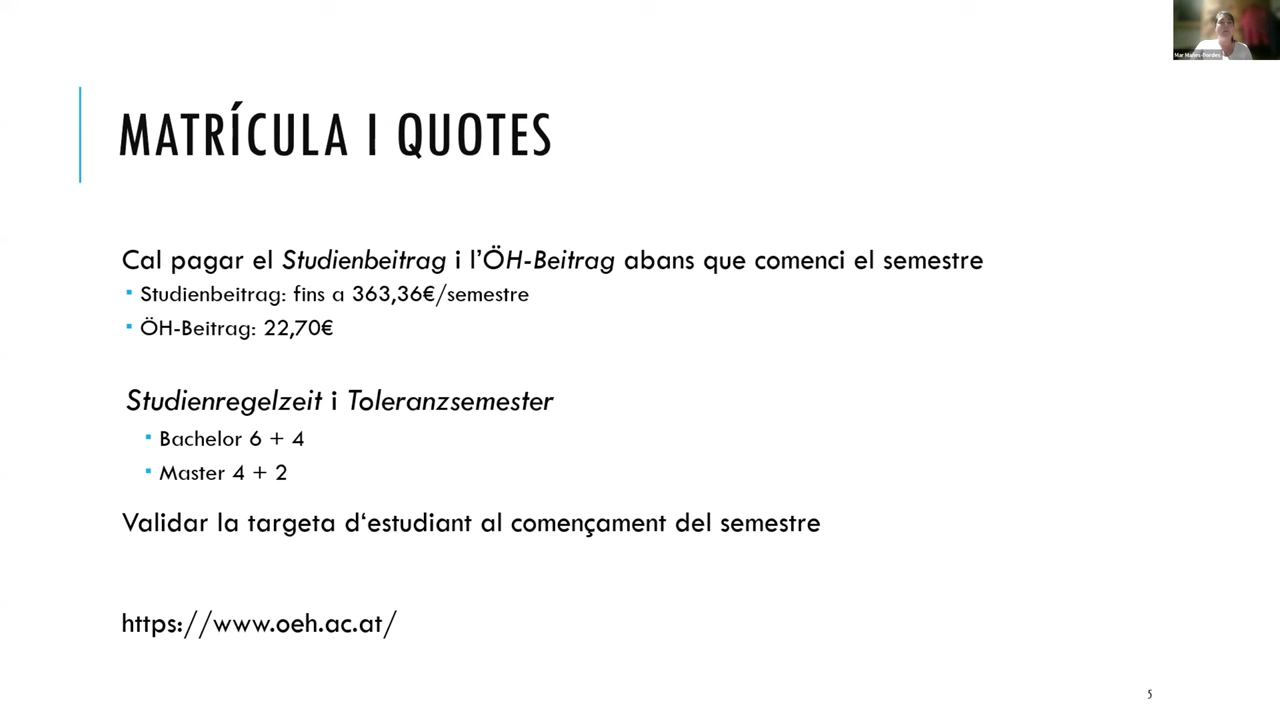 MATRÍCULA I QUOTES
Cal pagar el Studienbeitrag i l’ÖH-Beitrag abans que comenci el semestre
Studienbeitrag: fins a 363,36€/semestre
ÖH-Beitrag: 22,70€
Studienregelzeit i Toleranzsemester
Bachelor 6 + 4
Master 4 + 2
Validar la targeta d‘estudiant al començament del semestre
https://www.oeh.ac.at/
5